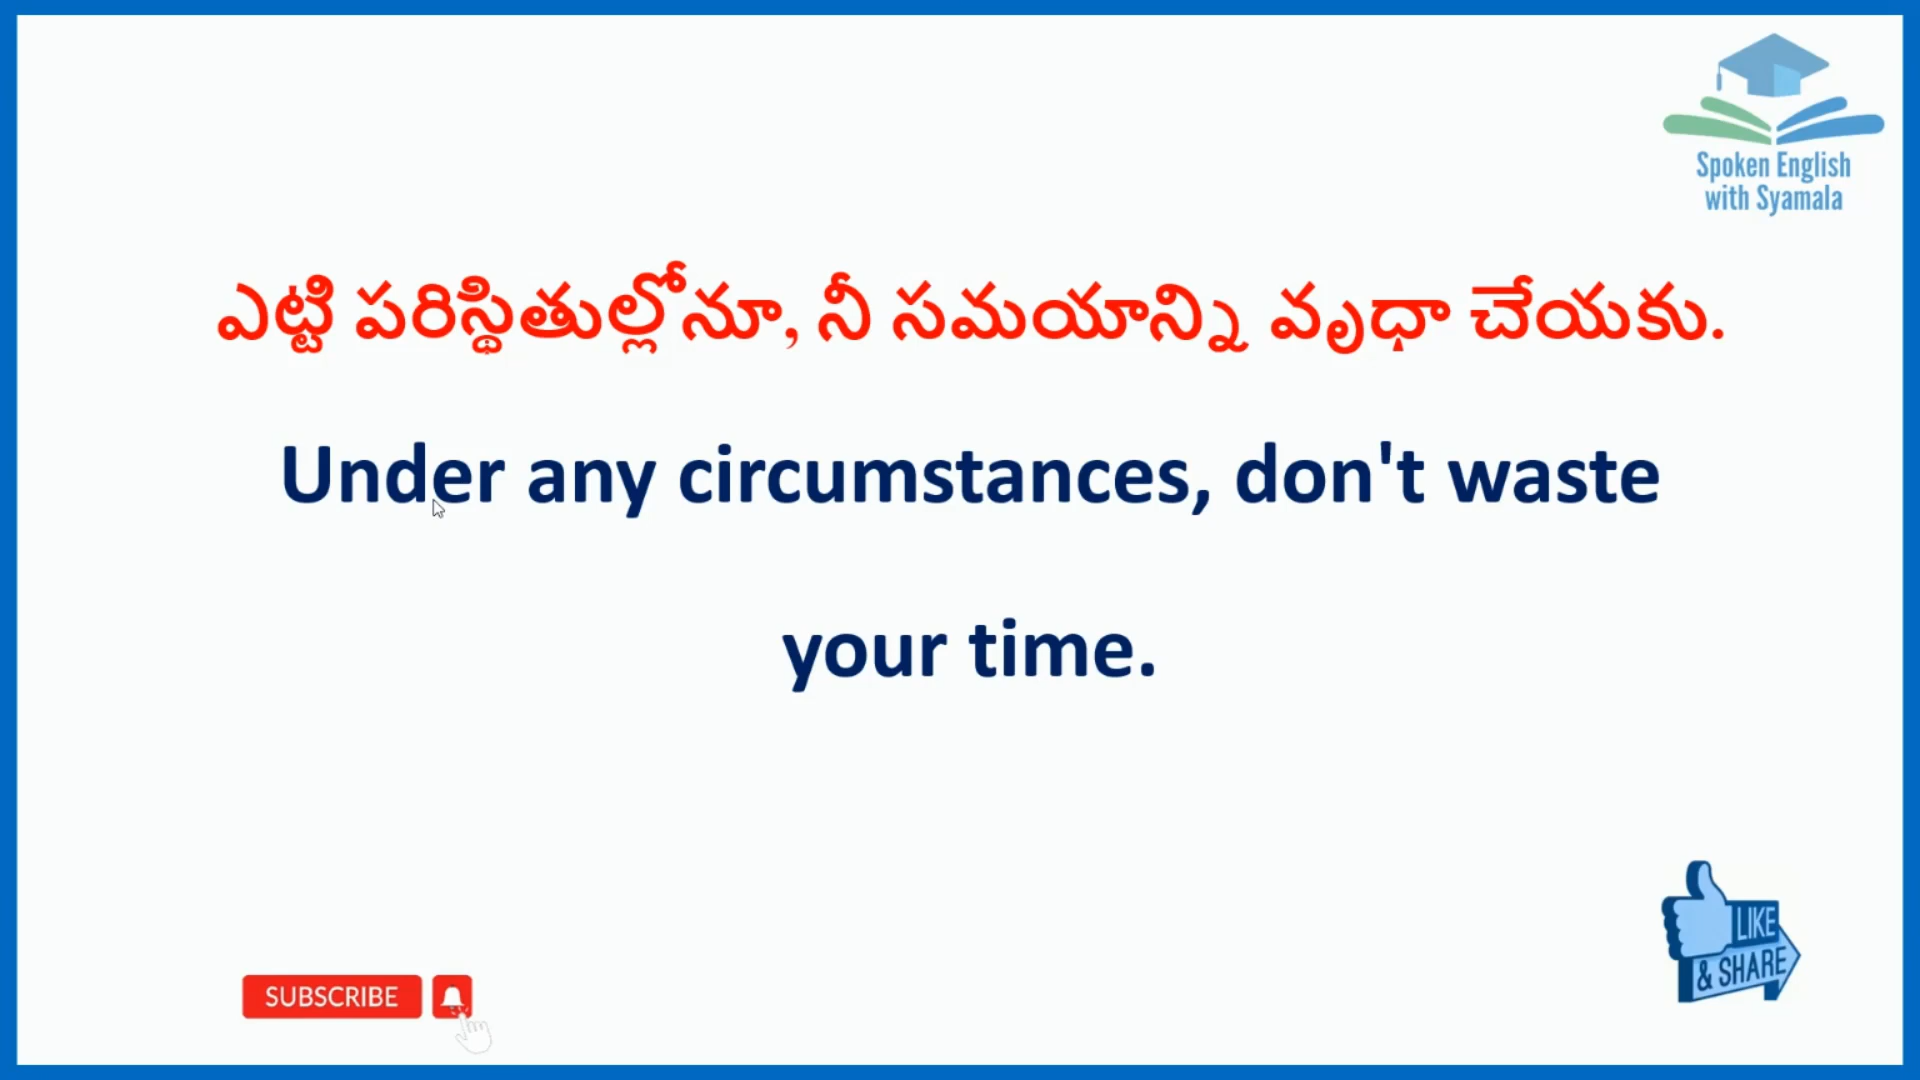 Spoken English
with Syamala
ఎట్టి పరిస్థితుల్లోనూ, నీ సమయాన్ని వృధా చేయకు.
Under any circumstances, don't waste
your time.
LIKE
& SHARE
SUBSCRIBE